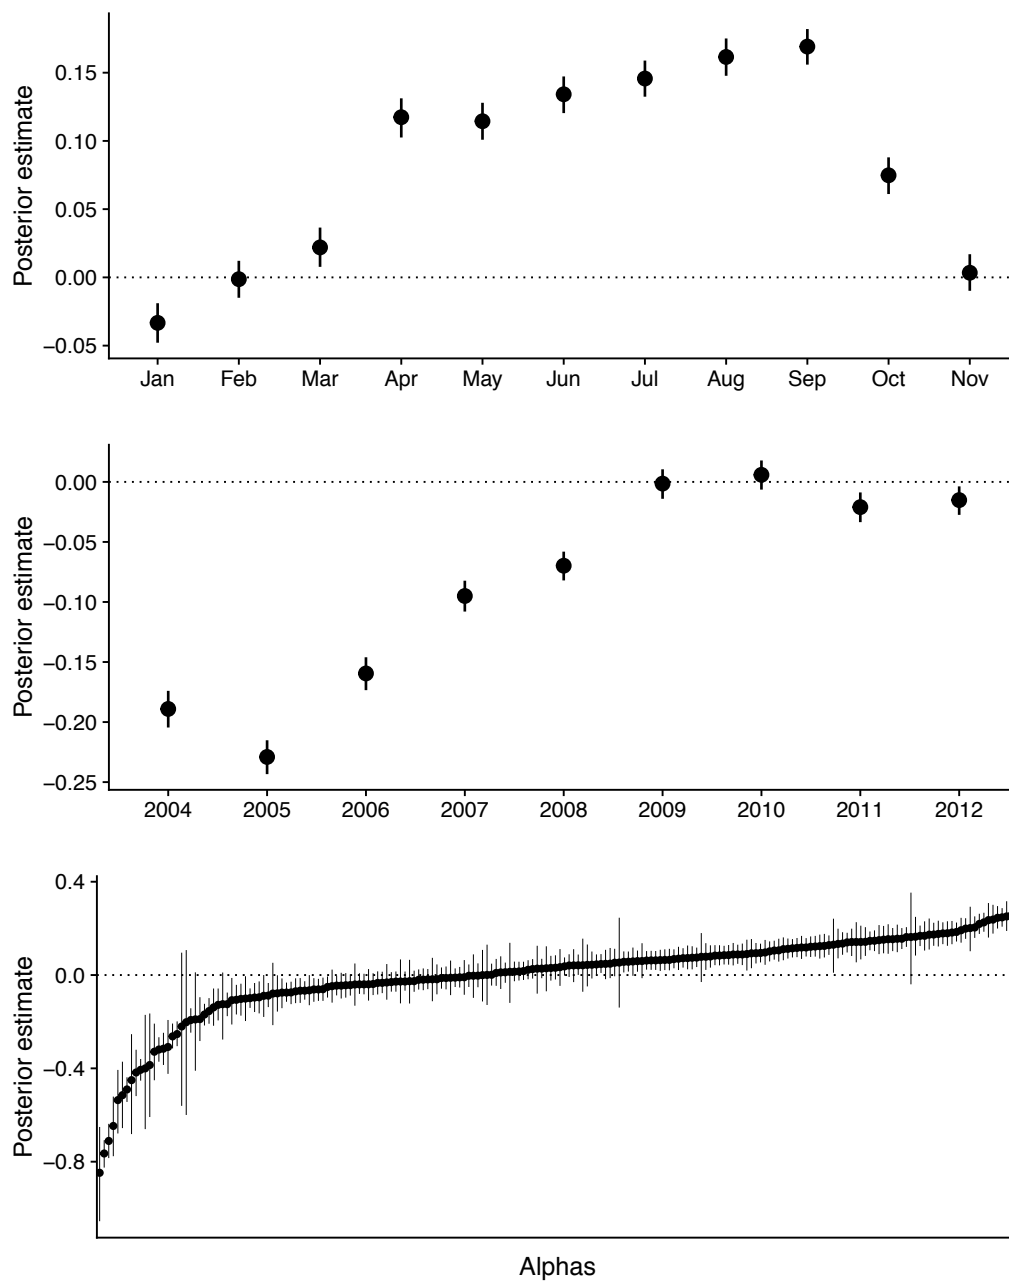 Posterior estimate
0.15
0.10
0.05
0.00
−0.05
Jan Feb Mar Apr May Jun Jul Aug Sep Oct Nov
Posterior estimate
0.00
−0.05
−0.10
−0.15
−0.20
−0.25
2004 2005 2006 2007 2008 2009 2010 2011 2012
Posterior estimate
0.4
0.0
−0.4
−0.8
Alphas